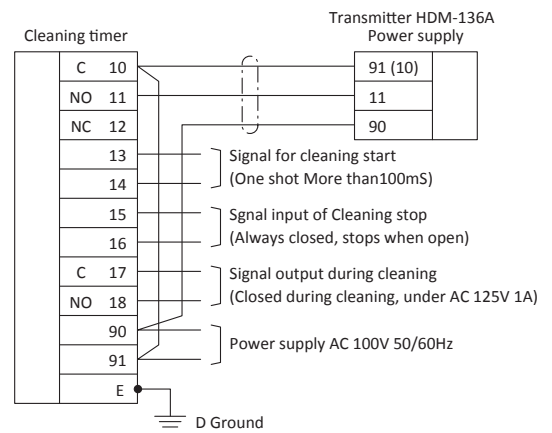 Transmitter HDM-136A
Cleaning timer
Power supply
C 10
91 (10)
NO 11
11
NC 12
90
13
Signal for cleaning start
14
(One shot More than100mS)
15
Sgnal input of Cleaning stop
16
(Always closed, stops when open)
C 17
Signal output during cleaning
NO 18
(Closed during cleaning, under AC 125V 1A)
90
Power supply AC 100V 50/60Hz
91
E
D Ground